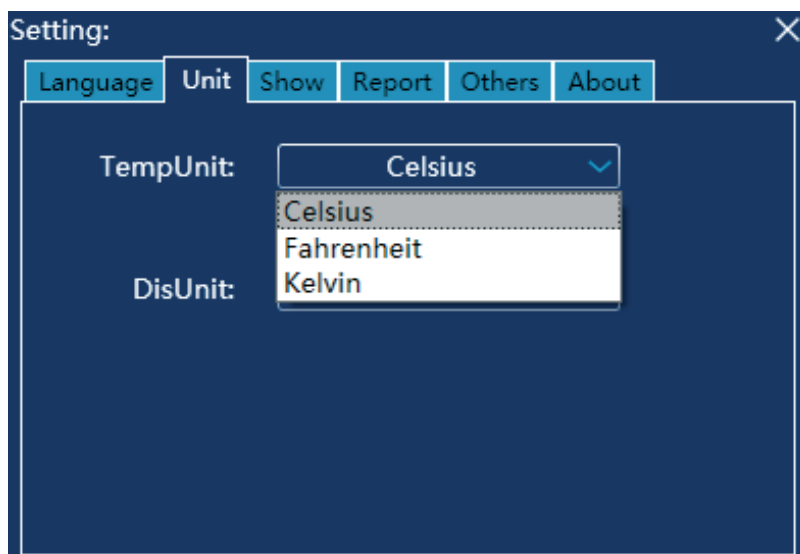 Setting:
Language Unit Show Report Others About
TempUnit: Celsius
Celsius
Fahrenheit
DisUnit: Kelvin